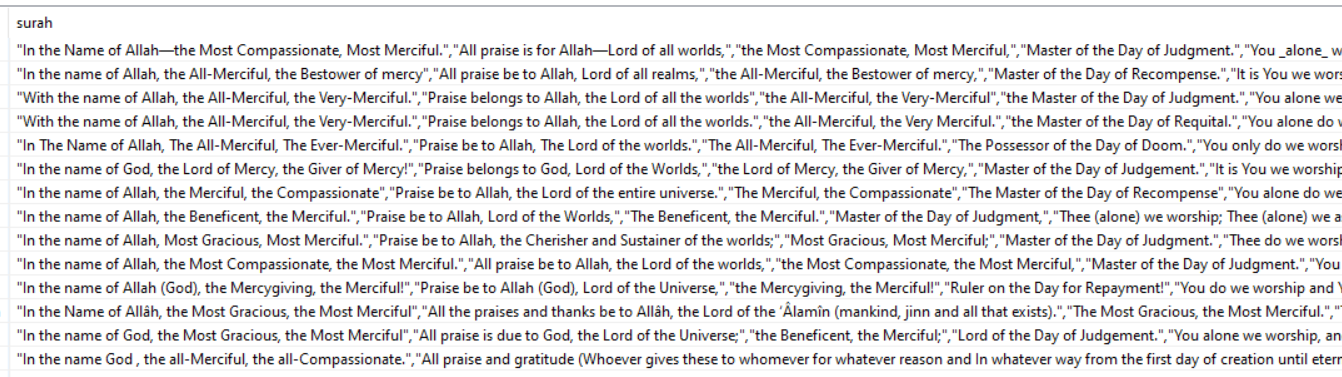 surah
"In the Name of Allah—the Most Compassionate, Most Merciful.","All praise is for Allah—Lord of all worlds,","the Most Compassionate, Most Merciful,","Master of the Day of Judgment.","You _alone_ w
"In the name of Allah, the All-Merciful, the Bestower of mercy","All praise be to Allah, Lord of all realms,","the All-Merciful, the Bestower of mercy,","Master of the Day of Recompense.","It is You we wors
"With the name of Allah, the All-Merciful, the Very-Merciful.","Praise belongs to Allah, the Lord of all the worlds","the All-Merciful, the Very-Merciful","the Master of the Day of Judgment.","You alone we
"With the name of Allah, the All-Merciful, the Very-Merciful.","Praise belongs to Allah, the Lord of all the worlds.","the All-Merciful, the Very Merciful.","the Master of the Day of Requital.","You alone do w
"In The Name of Allah, The All-Merciful, The Ever-Merciful.","Praise be to Allah, The Lord of the worlds.","The All-Merciful, The Ever-Merciful.","The Possessor of the Day of Doom.","You only do we worsh
"In the name of God, the Lord of Mercy, the Giver of Mercy!","Praise belongs to God, Lord of the Worlds,","the Lord of Mercy, the Giver of Mercy,","Master of the Day of Judgement.","It is You we worship
"In the name of Allah, the Merciful, the Compassionate","Praise be to Allah, the Lord of the entire universe.","The Merciful, the Compassionate","The Master of the Day of Recompense","You alone do we
"In the name of Allah, the Beneficent, the Merciful.","Praise be to Allah, Lord of the Worlds,","The Beneficent, the Merciful.","Master of the Day of Judgment,","Thee (alone) we worship; Thee (alone) we a
"In the name of Allah, Most Gracious, Most Merciful.","Praise be to Allah, the Cherisher and Sustainer of the worlds;","Most Gracious, Most Merciful;","Master of the Day of Judgment.","Thee do we worsh
"In the name of Allah, the Most Compassionate, the Most Merciful.","All praise be to Allah, the Lord of the worlds,","the Most Compassionate, the Most Merciful,","Master of the Day of Judgment.","You
"In the name of Allah (God), the Mercygiving, the Merciful!","Praise be to Allah (God), Lord of the Universe,","the Mercygiving, the Merciful!","Ruler on the Day for Repayment!","You do we worship and Y
"In the Name of Allâh, the Most Gracious, the Most Merciful","All the praises and thanks be to Allâh, the Lord of the 'Âlamîn (mankind, jinn and all that exists).","The Most Gracious, the Most Merciful.","
"In the name of God, the Most Gracious, the Most Merciful","All praise is due to God, the Lord of the Universe;","the Beneficent, the Merciful;","Lord of the Day of Judgement.","You alone we worship, an
"In the name God , the all-Merciful, the all-Compassionate.","All praise and gratitude (Whoever gives these to whomever for whatever reason and In whatever way from the first day of creation until etern